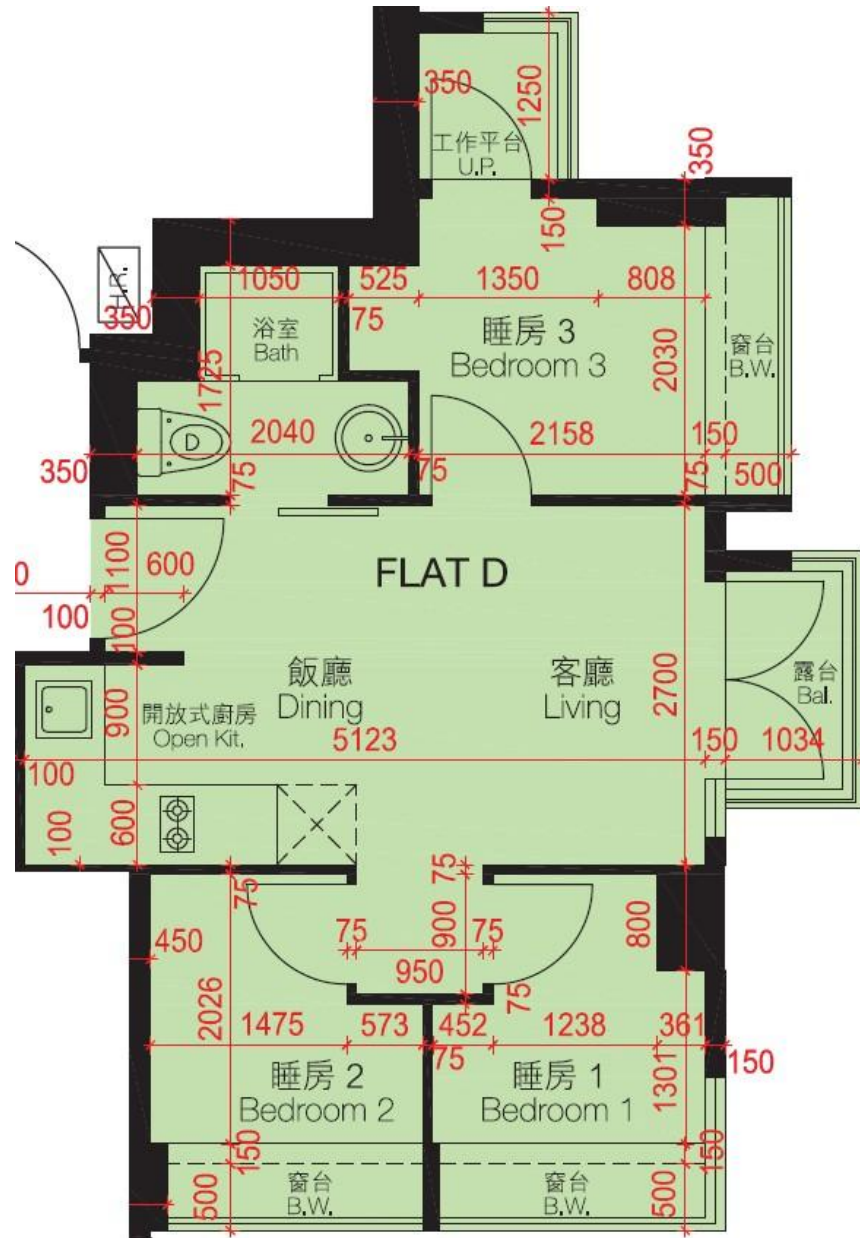 350
1250
工作平台
U.P.
350
150
H.R.
1050
525
1350
808
350
75
浴室
Bath
睡房 3
Bedroom 3
窗台
B.W.
1725
2030
D
2040
2158
150
350
75
75
75
500
1100
600
FLAT D
0
100
100
飯廳
Dining
客廳
Living
2700
露台
Bal.
900
開放式廚房
Open Kit.
5123
150
1034
100
100
600
75
75
450
75
900
75
800
950
2026
75
1475
573
452
1238
361
75
1301
150
睡房 2
Bedroom 2
睡房 1
Bedroom 1
150
150
500
窗台
B.W.
窗台
B.W.
500